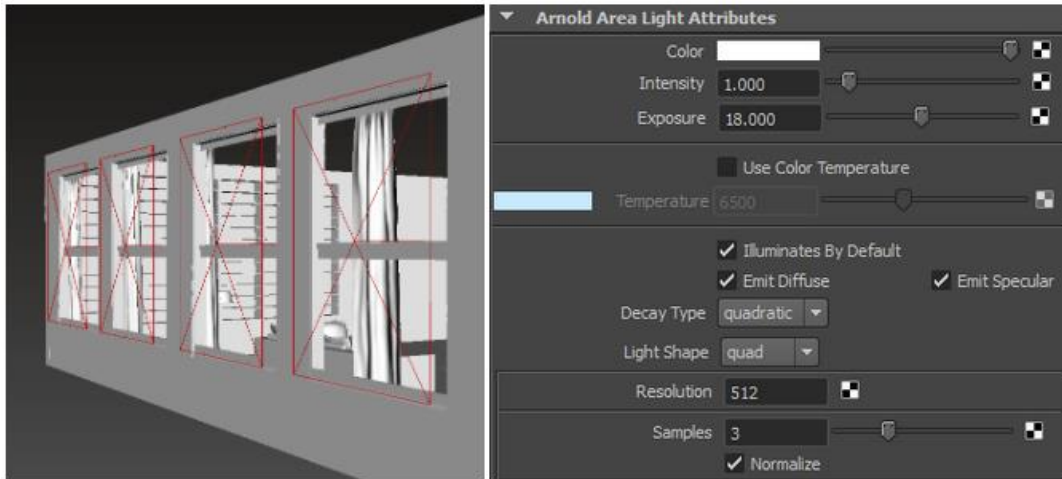 Arnold Area Light Attributes
Color
Intensity 1.000
Exposure 18.000
Use Color Temperature
Temperature 6500
Illuminates By Default
Emit Diffuse Emit Specular
Decay Type quadratic
Light Shape quad
Resolution 512
Samples 3
Normalize